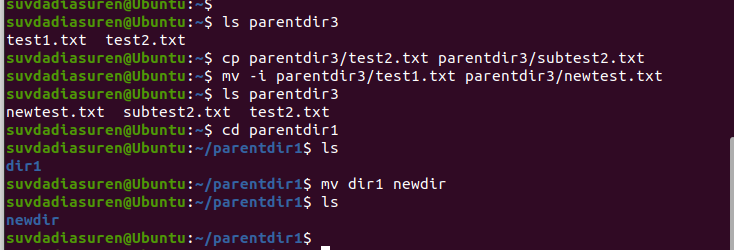 suvdadiasuren@Ubuntu:~$
suvdadiasuren@Ubuntu:~$ ls parentdir3
test1.txt  test2.txt
suvdadiasuren@Ubuntu:~$ cp parentdir3/test2.txt parentdir3/subtest2.txt
suvdadiasuren@Ubuntu:~$ mv -i parentdir3/test1.txt parentdir3/newtest.txt
suvdadiasuren@Ubuntu:~$ ls parentdir3
newtest.txt  subtest2.txt  test2.txt
suvdadiasuren@Ubuntu:~$ cd parentdir1
suvdadiasuren@Ubuntu:~/parentdir1$ ls
dir1
suvdadiasuren@Ubuntu:~/parentdir1$ mv dir1 newdir
suvdadiasuren@Ubuntu:~/parentdir1$ ls
newdir
suvdadiasuren@Ubuntu:~/parentdir1$